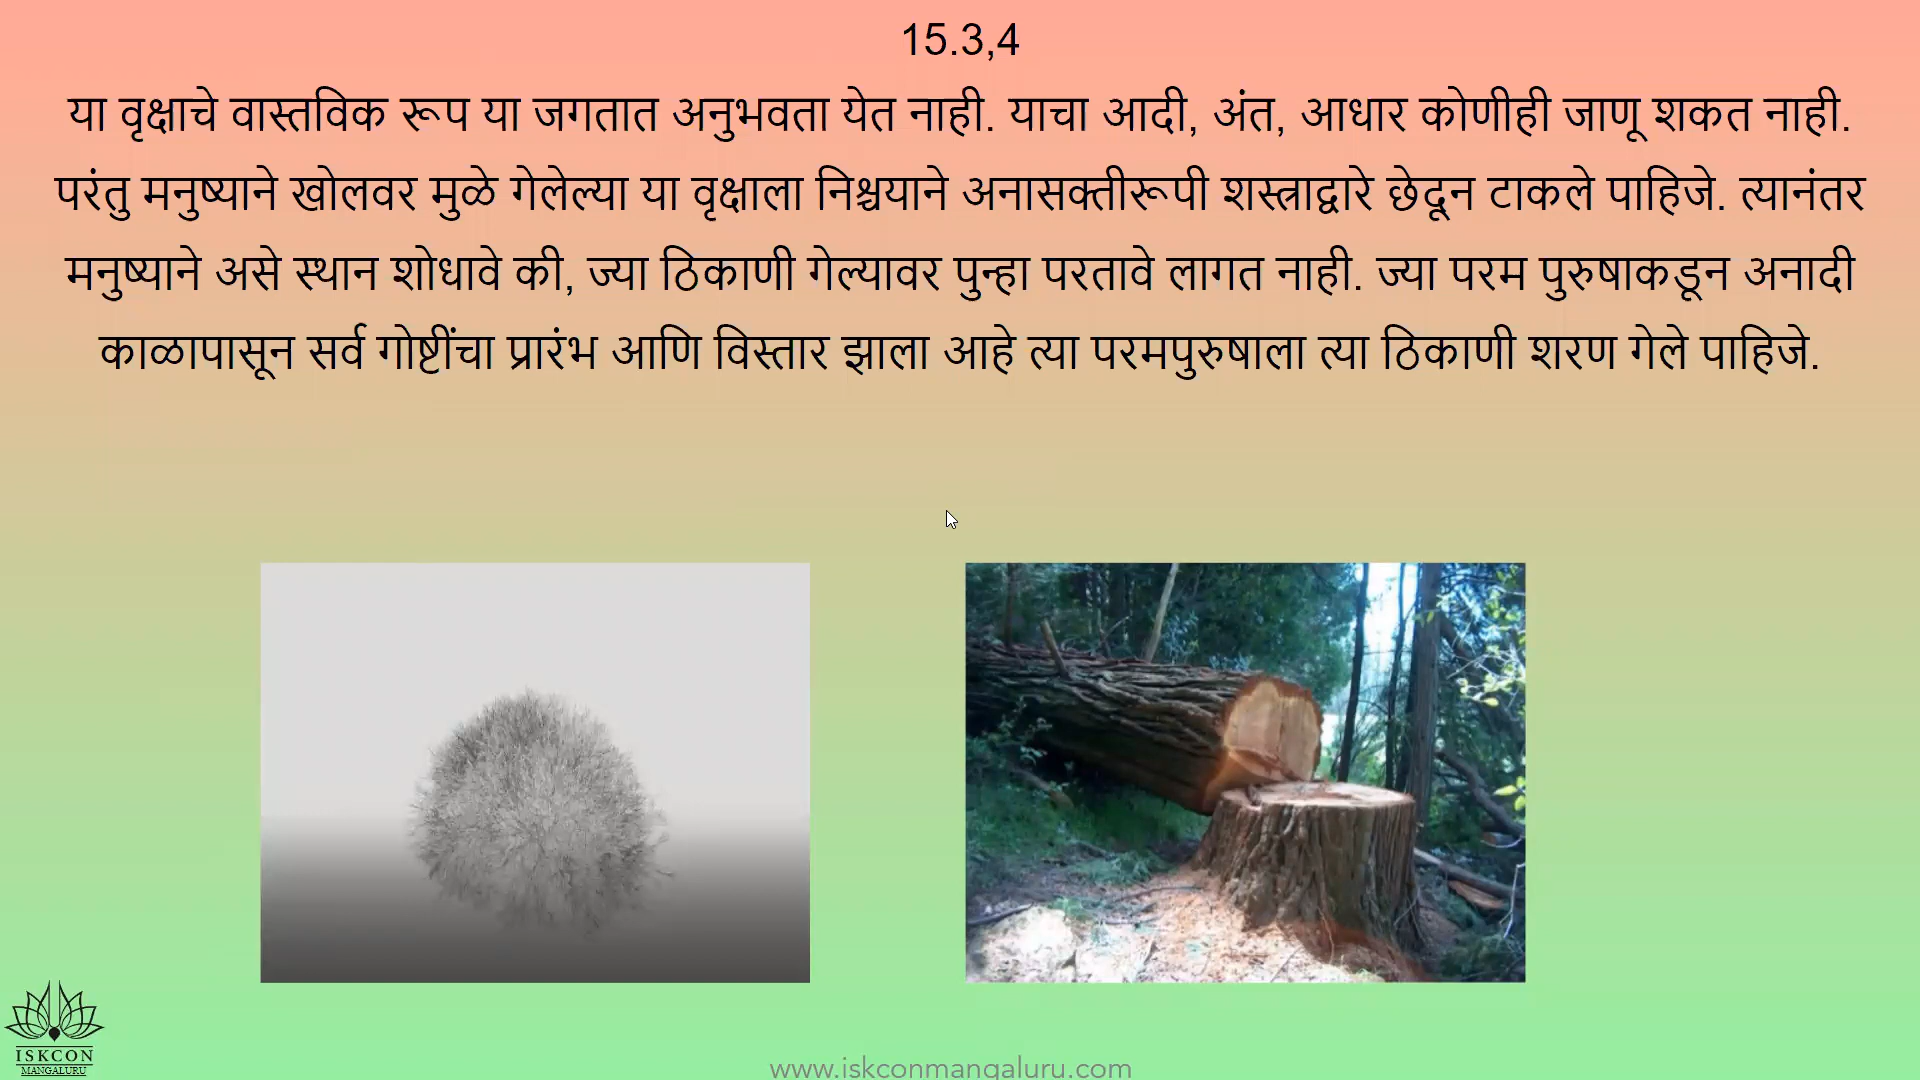 15.3,4
या वृक्षाचे वास्तविक रूप या जगतात अनुभवता येत नाही. याचा आदी, अंत, आधार कोणीही जाणू शकत नाही.
परंतु मनुष्याने खोलवर मुळे गेलेल्या या वृक्षाला निश्चयाने अनासक्तीरूपी शस्त्राद्वारे छेदून टाकले पाहिजे. त्यानंतर
मनुष्याने असे स्थान शोधावे की, ज्या ठिकाणी गेल्यावर पुन्हा परतावे लागत नाही. ज्या परम पुरुषाकडून अनादी
काळापासून सर्व गोष्टींचा प्रारंभ आणि विस्तार झाला आहे त्या परमपुरुषाला त्या ठिकाणी शरण गेले पाहिजे.
ISKCON
MANGALURU
www.iskconmangaluru.com